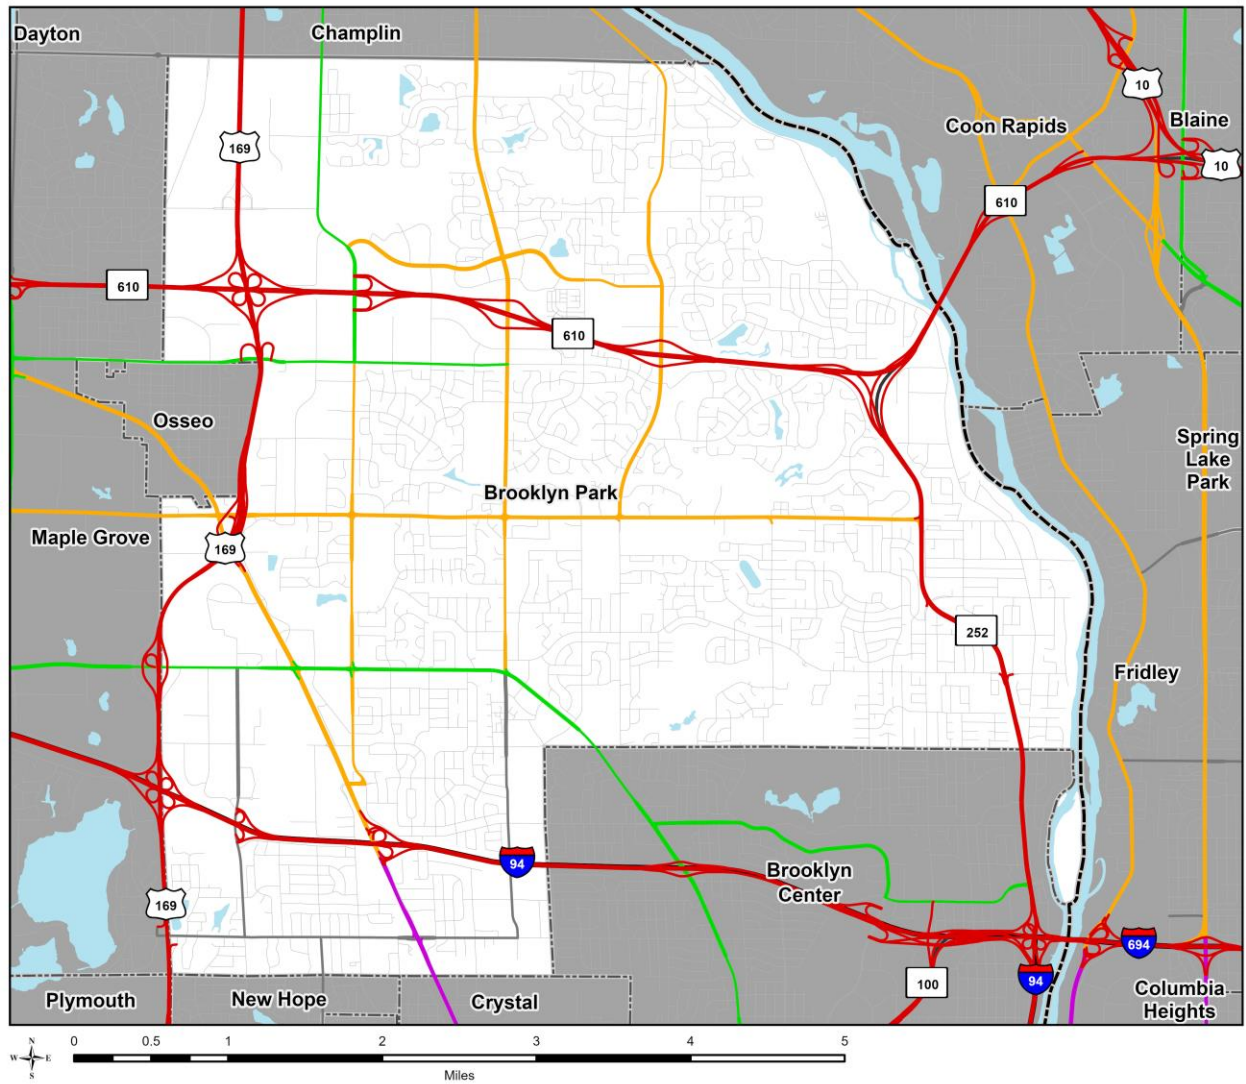 Dayton
Champlin
10
Coon Rapids
Blaine
169
10
610
610
610
Osseo
Spring
Lake
Park
Brooklyn Park
Maple Grove
169
252
Fridley
94
Brooklyn
Center
169
694
100
94
Plymouth
New Hope
Crystal
Columbia
Heights
N
W E
S
0 0.5 1 2 3 4 5
Miles